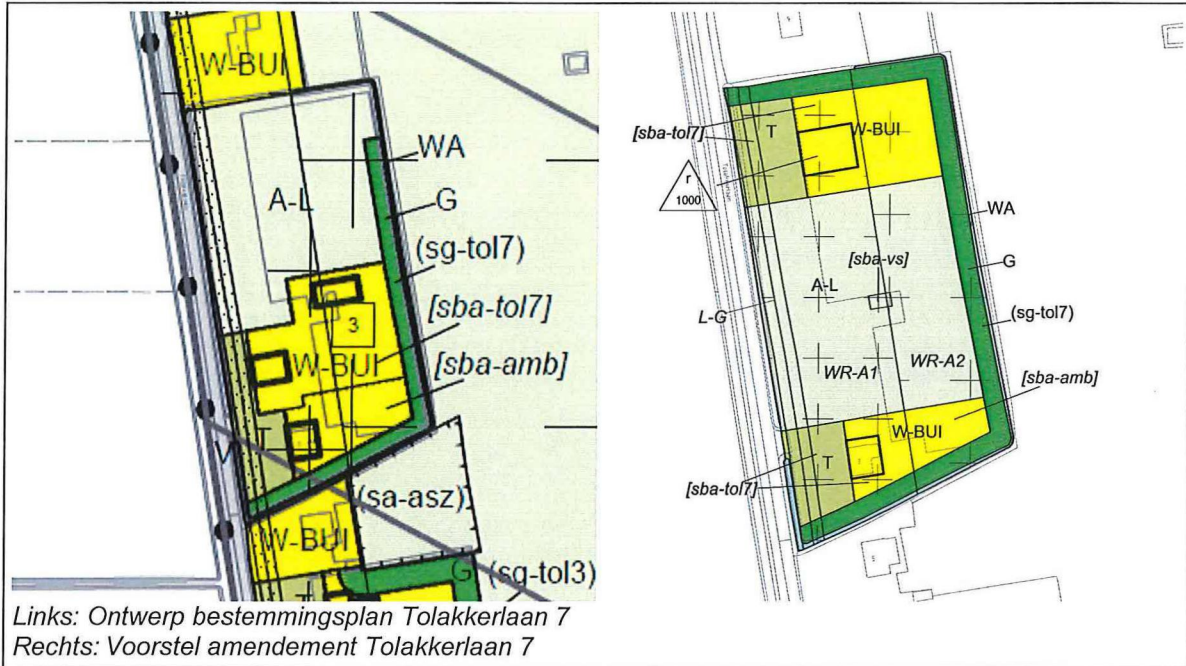 W-BUI
WA
A-L
G
(sg-tol7)
3
[sba-tol7]
W-BUI
[sba-amb]
T
V
(sa-asz)
W-BUI
G
(sg-tol3)
T
[sba-tol7]
T
W-BUI
r
1000
WA
[sba-vs]
G
A-L
L-G
(sg-tol7)
WR-A1
WR-A2
[sba-amb]
W-BUI
T
[sba-tol7]
Links: Ontwerp bestemmingsplan Tolakkerlaan 7
Rechts: Voorstel amendement Tolakkerlaan 7